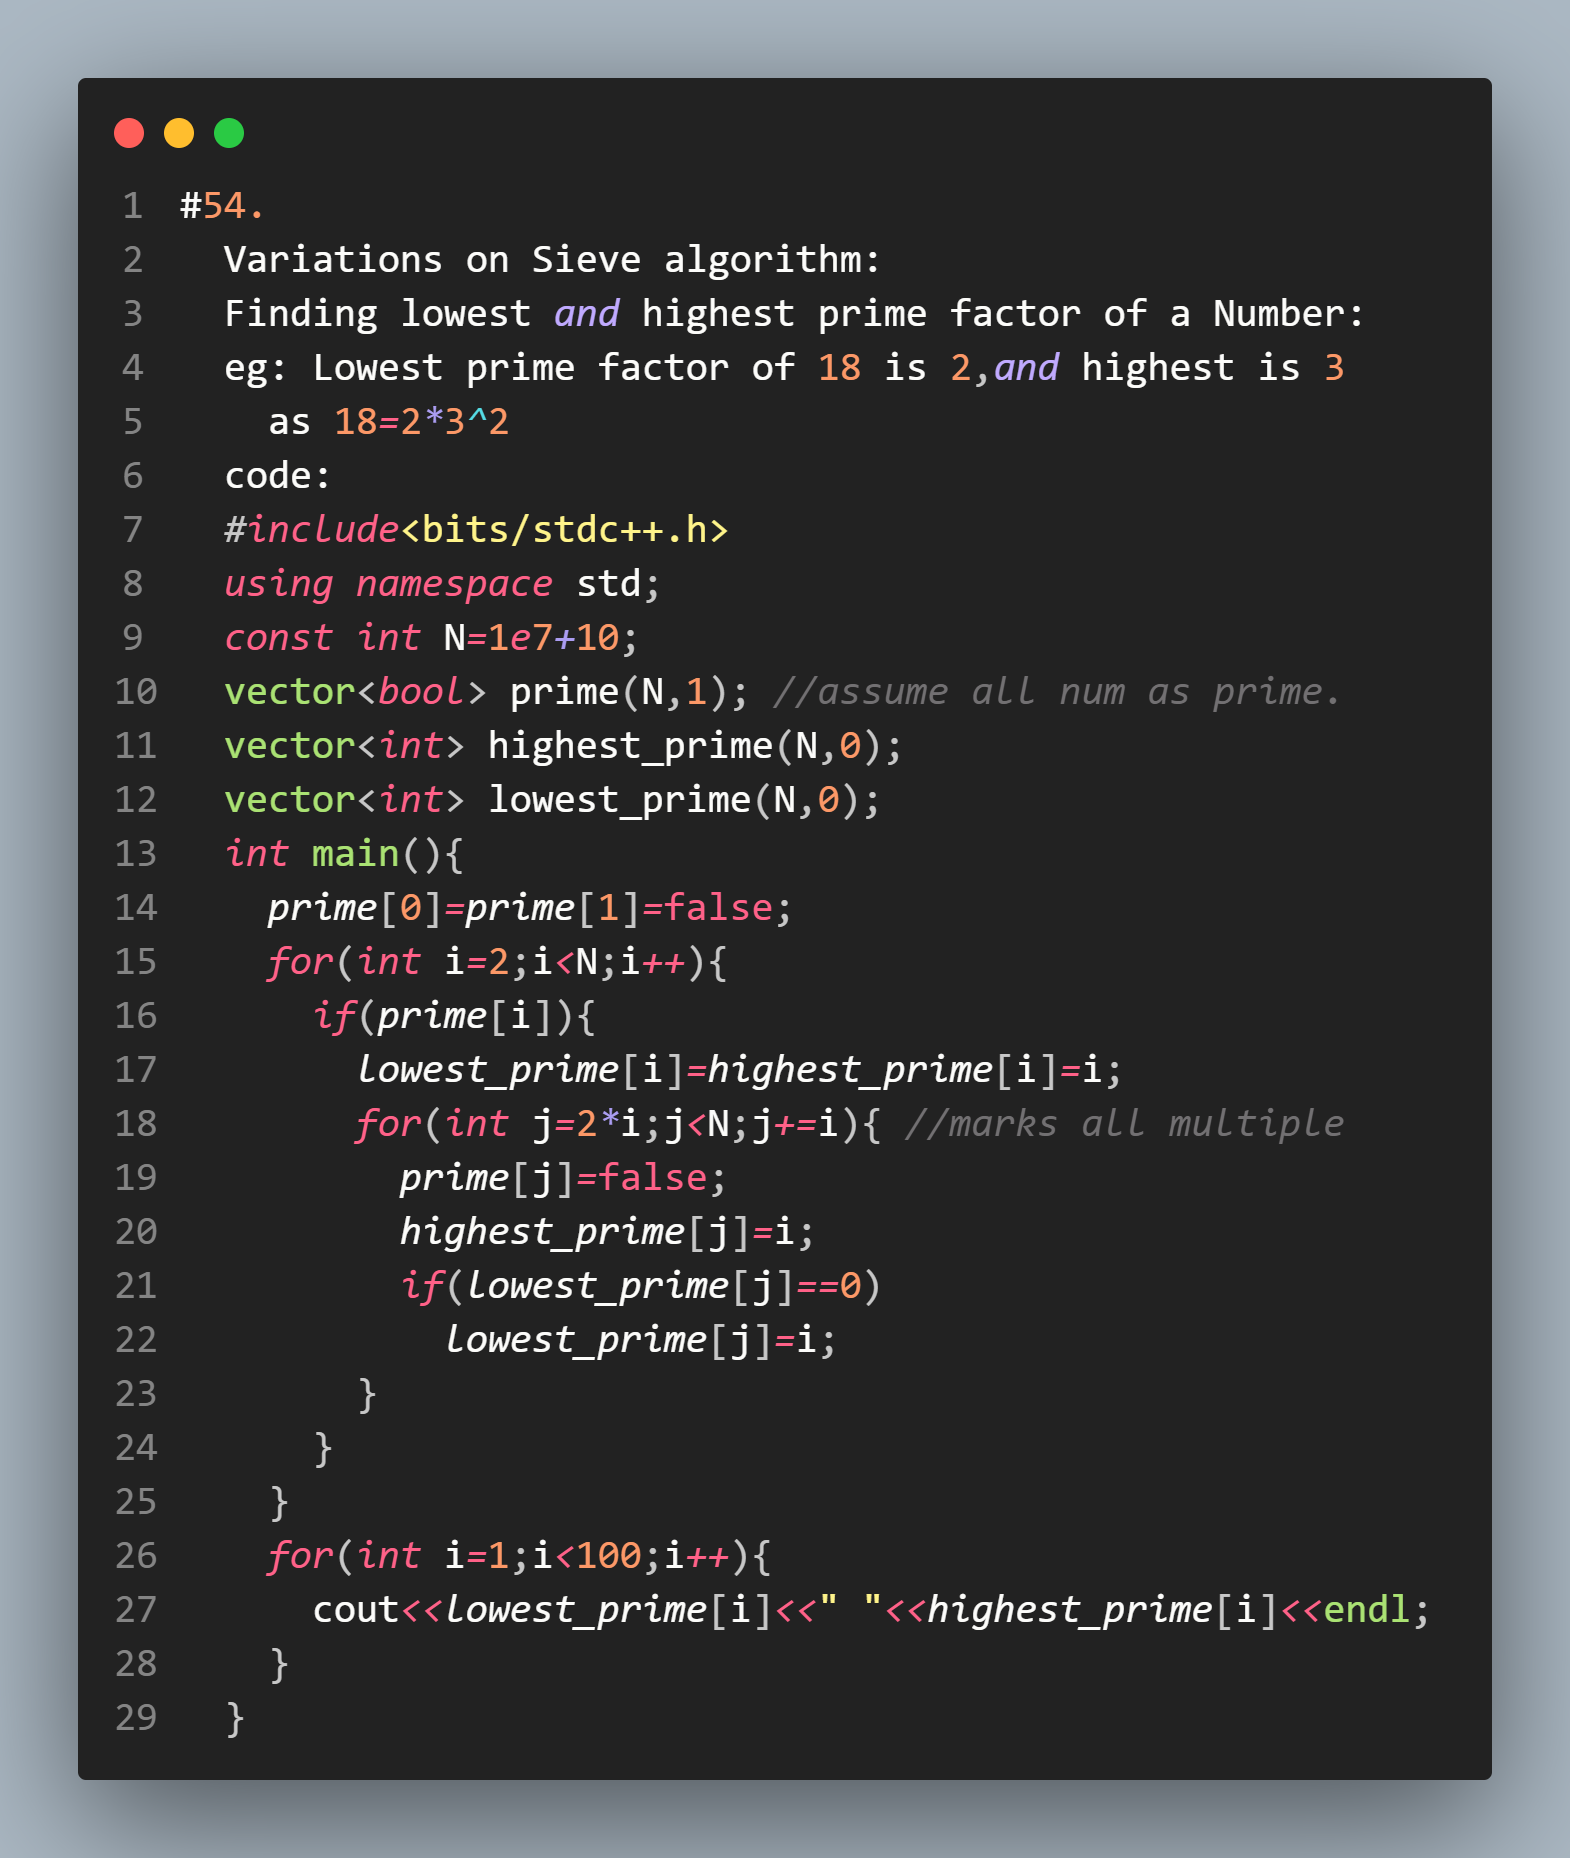 1 #54.
2   Variations on Sieve algorithm:
3   Finding lowest and highest prime factor of a Number:
4   eg: Lowest prime factor of 18 is 2,and highest is 3
5     as 18=2*3^2
6   code:
7   #include<bits/stdc++.h>
8   using namespace std;
9   const int N=1e7+10;
10   vector<bool> prime(N,1); //assume all num as prime.
11   vector<int> highest_prime(N,0);
12   vector<int> lowest_prime(N,0);
13   int main(){
14     prime[0]=prime[1]=false;
15     for(int i=2;i<N;i++){
16       if(prime[i]){
17         lowest_prime[i]=highest_prime[i]=i;
18         for(int j=2*i;j<N;j+=i){ //marks all multiple
19           prime[j]=false;
20           highest_prime[j]=i;
21           if(lowest_prime[j]==0)
22             lowest_prime[j]=i;
23         }
24       }
25     }
26     for(int i=1;i<100;i++){
27       cout<<lowest_prime[i]<<" "<<highest_prime[i]<<endl;
28     }
29   }